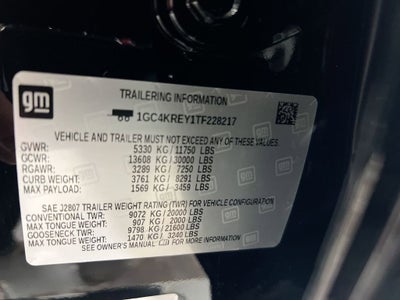 gm
TRAILERING INFORMATION
1GC4KREY1TF228217
VEHICLE AND TRAILER MUST NOT EXCEED ANY OF THESE VALUES
GVWR: 5330 KG / 11750 LBS
GCWR: 13608 KG / 30000 LBS
RGAWR: 3289 KG / 7250 LBS
CURB WEIGHT: 3761 KG / 8291 LBS
MAX PAYLOAD: 1569 KG / 3459 LBS
SAE J2807 TRAILER WEIGHT RATING (TWR) FOR VEHICLE CONFIGURATION
CONVENTIONAL TWR: 9072 KG / 20000 LBS
MAX TONGUE WEIGHT: 907 KG / 2000 LBS
GOOSENECK TWR: 9798 KG / 21600 LBS
MAX TONGUE WEIGHT: 1470 KG / 3240 LBS
SEE OWNER'S MANUAL FOR MORE INFORMATION
gm